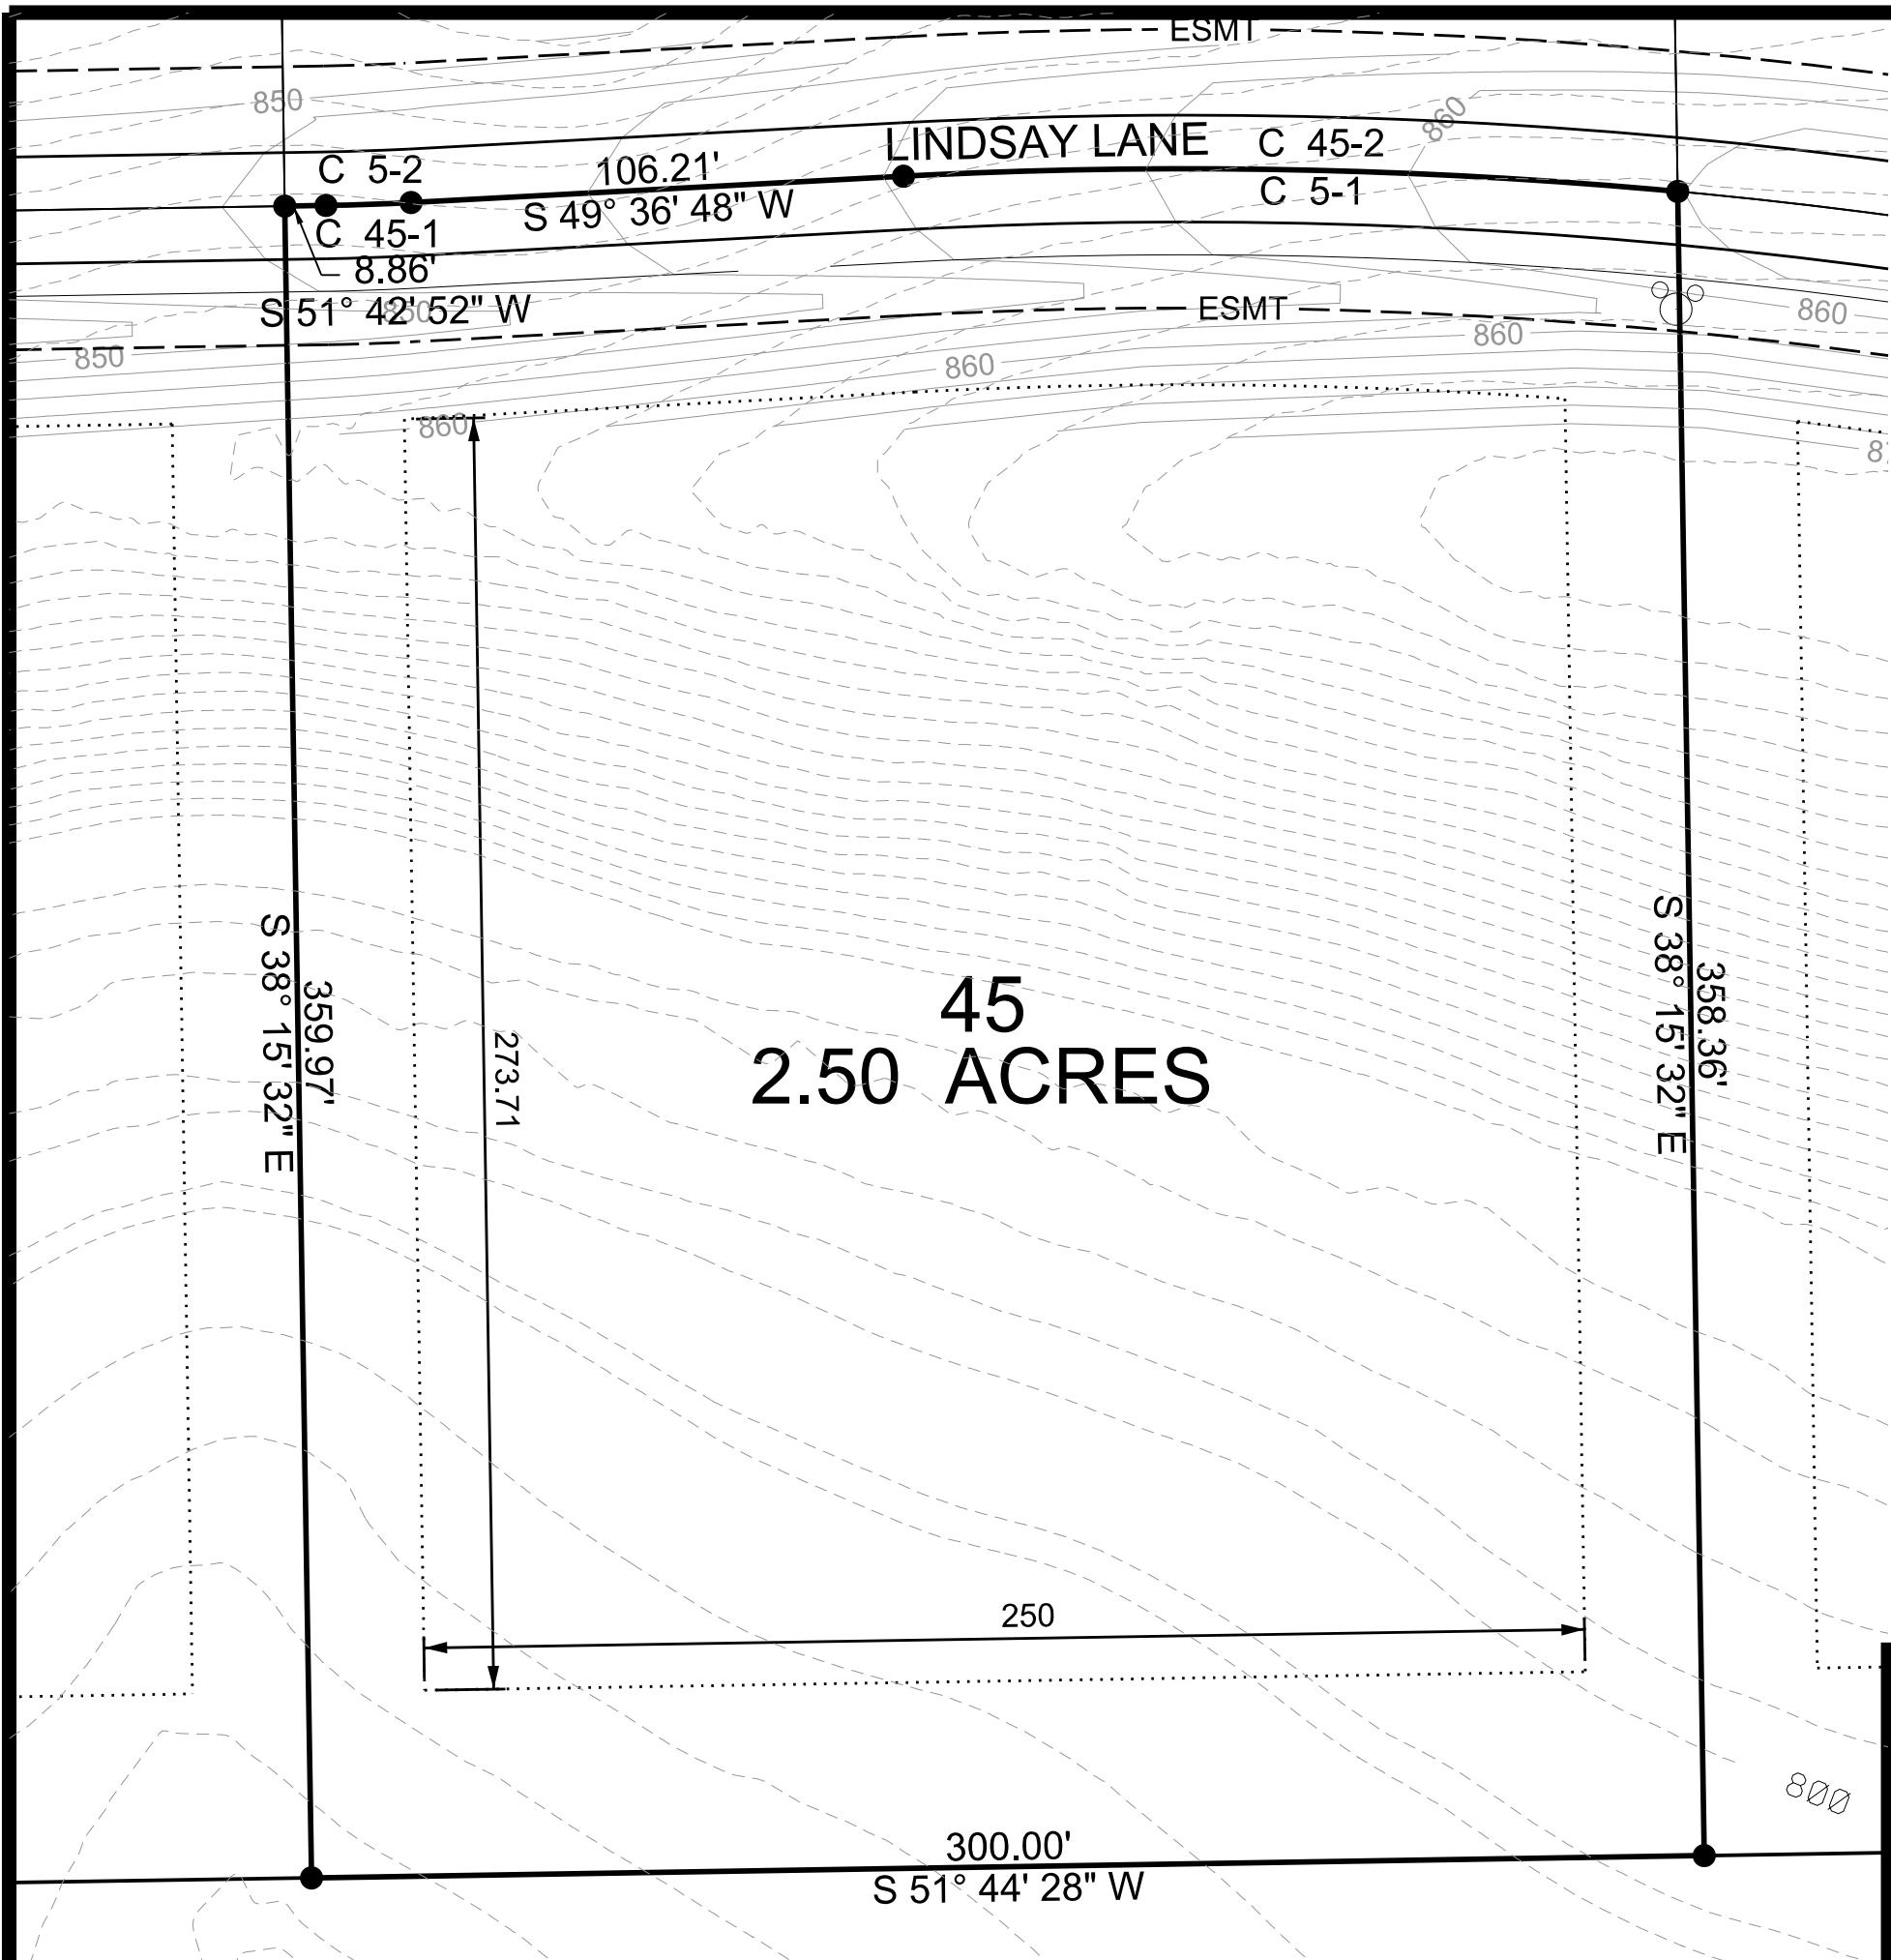 ESMT
850
860
LINDSAY LANE
C 45-2
C 5-2
106.21'
C 5-1
S 49° 36' 48" W
C 45-1
8.86'
S 51° 42' 52" W
850
ESMT
860
850
860
860
860
S 38° 15' 32" E
359.97'
273.71
45
2.50 ACRES
S 38° 15' 32" E
358.36'
250
800
300.00'
S 51° 44' 28" W